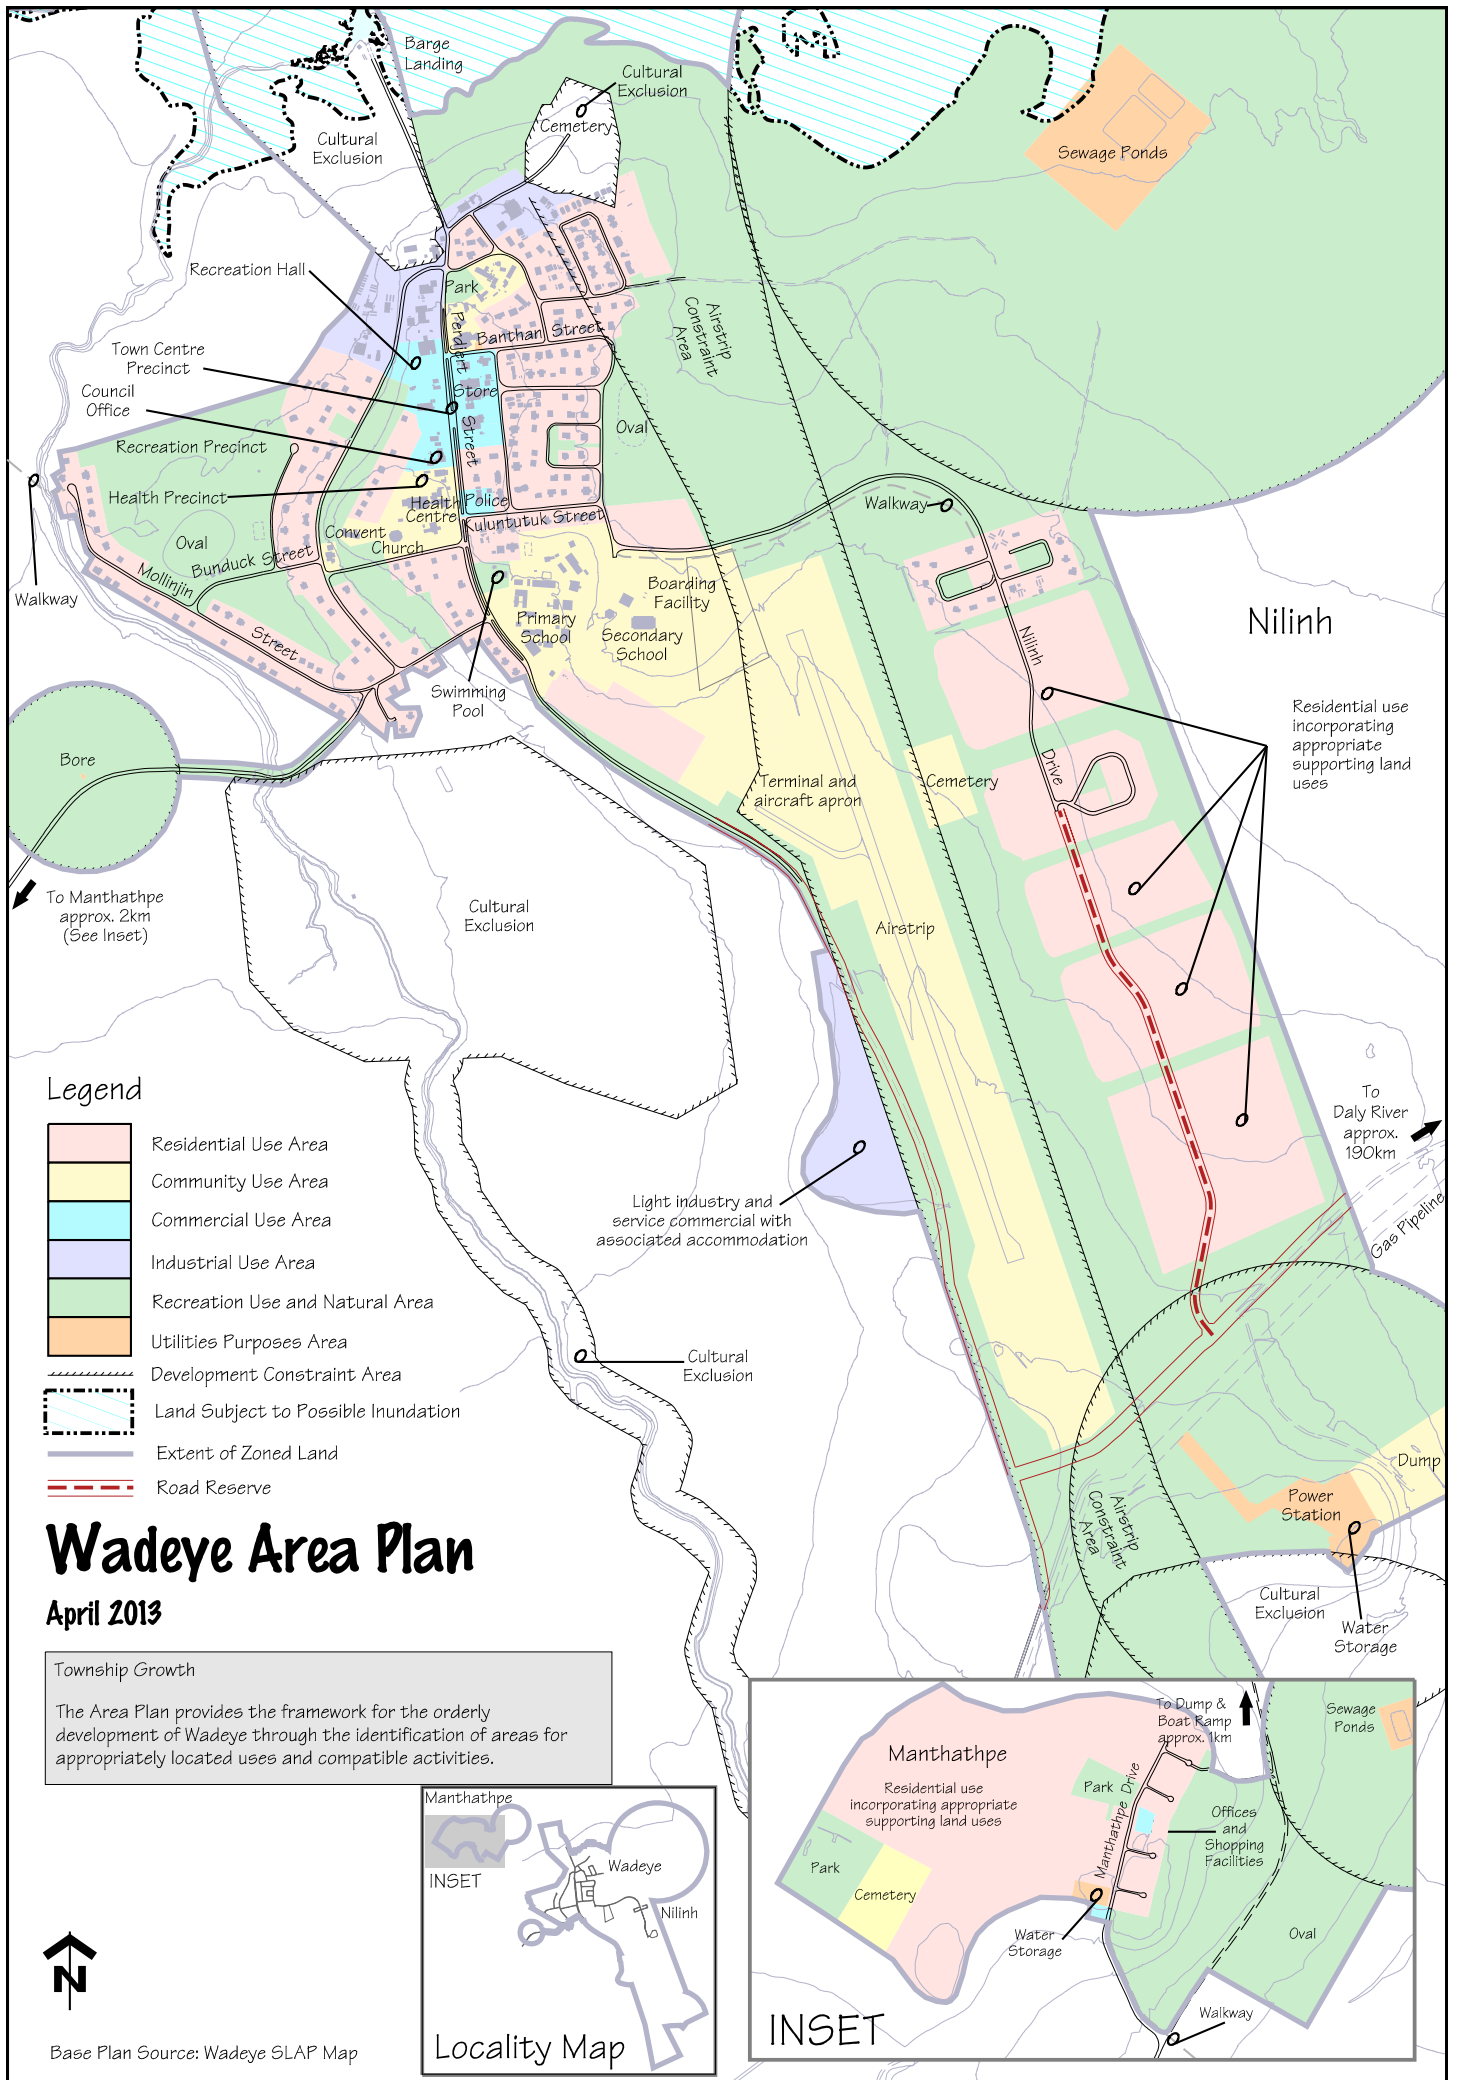 Barge
Landing
Cultural
Exclusion
Cemetery
Cultural
Exclusion
Sewage Ponds
Recreation Hall
Park
Airstrip
Constraint
Area
Perdjert
Street
Banthan Street
Town Centre
Precinct
Store
Council
Office
Oval
Recreation Precinct
Health Precinct
Health
Centre
Police
Kuluntutuk Street
Walkway
Convent
Church
Oval
Bunduck Street
Mollinjin
Street
Walkway
Boarding
Facility
Primary
School
Secondary
School
Nilinh
Nilinh
Drive
Swimming
Pool
Residential use
incorporating
appropriate
supporting land
uses
Bore
Terminal and
aircraft apron
Cemetery
To Manthathpe
approx. 2km
(See Inset)
Cultural
Exclusion
Airstrip
To
Daly River
approx.
190km
Gas Pipeline
Light industry and
service commercial with
associated accommodation
Cultural
Exclusion
Dump
Power
Station
Airstrip
Constraint
Area
Cultural
Exclusion
Water
Storage
Legend
Residential Use Area
Community Use Area
Commercial Use Area
Industrial Use Area
Recreation Use and Natural Area
Utilities Purposes Area
Development Constraint Area
Land Subject to Possible Inundation
Extent of Zoned Land
Road Reserve
Wadeye Area Plan
April 2013
Township Growth
The Area Plan provides the framework for the orderly
development of Wadeye through the identification of areas for
appropriately located uses and compatible activities.
Manthathpe
INSET
Wadeye
Nilinh
Locality Map
N
Base Plan Source: Wadeye SLAP Map
To Dump &
Boat Ramp
approx. 1km
Sewage
Ponds
Manthathpe
Residential use
incorporating appropriate
supporting land uses
Park
Manthathpe Drive
Offices
and
Shopping
Facilities
Park
Cemetery
Water
Storage
Oval
Walkway
INSET